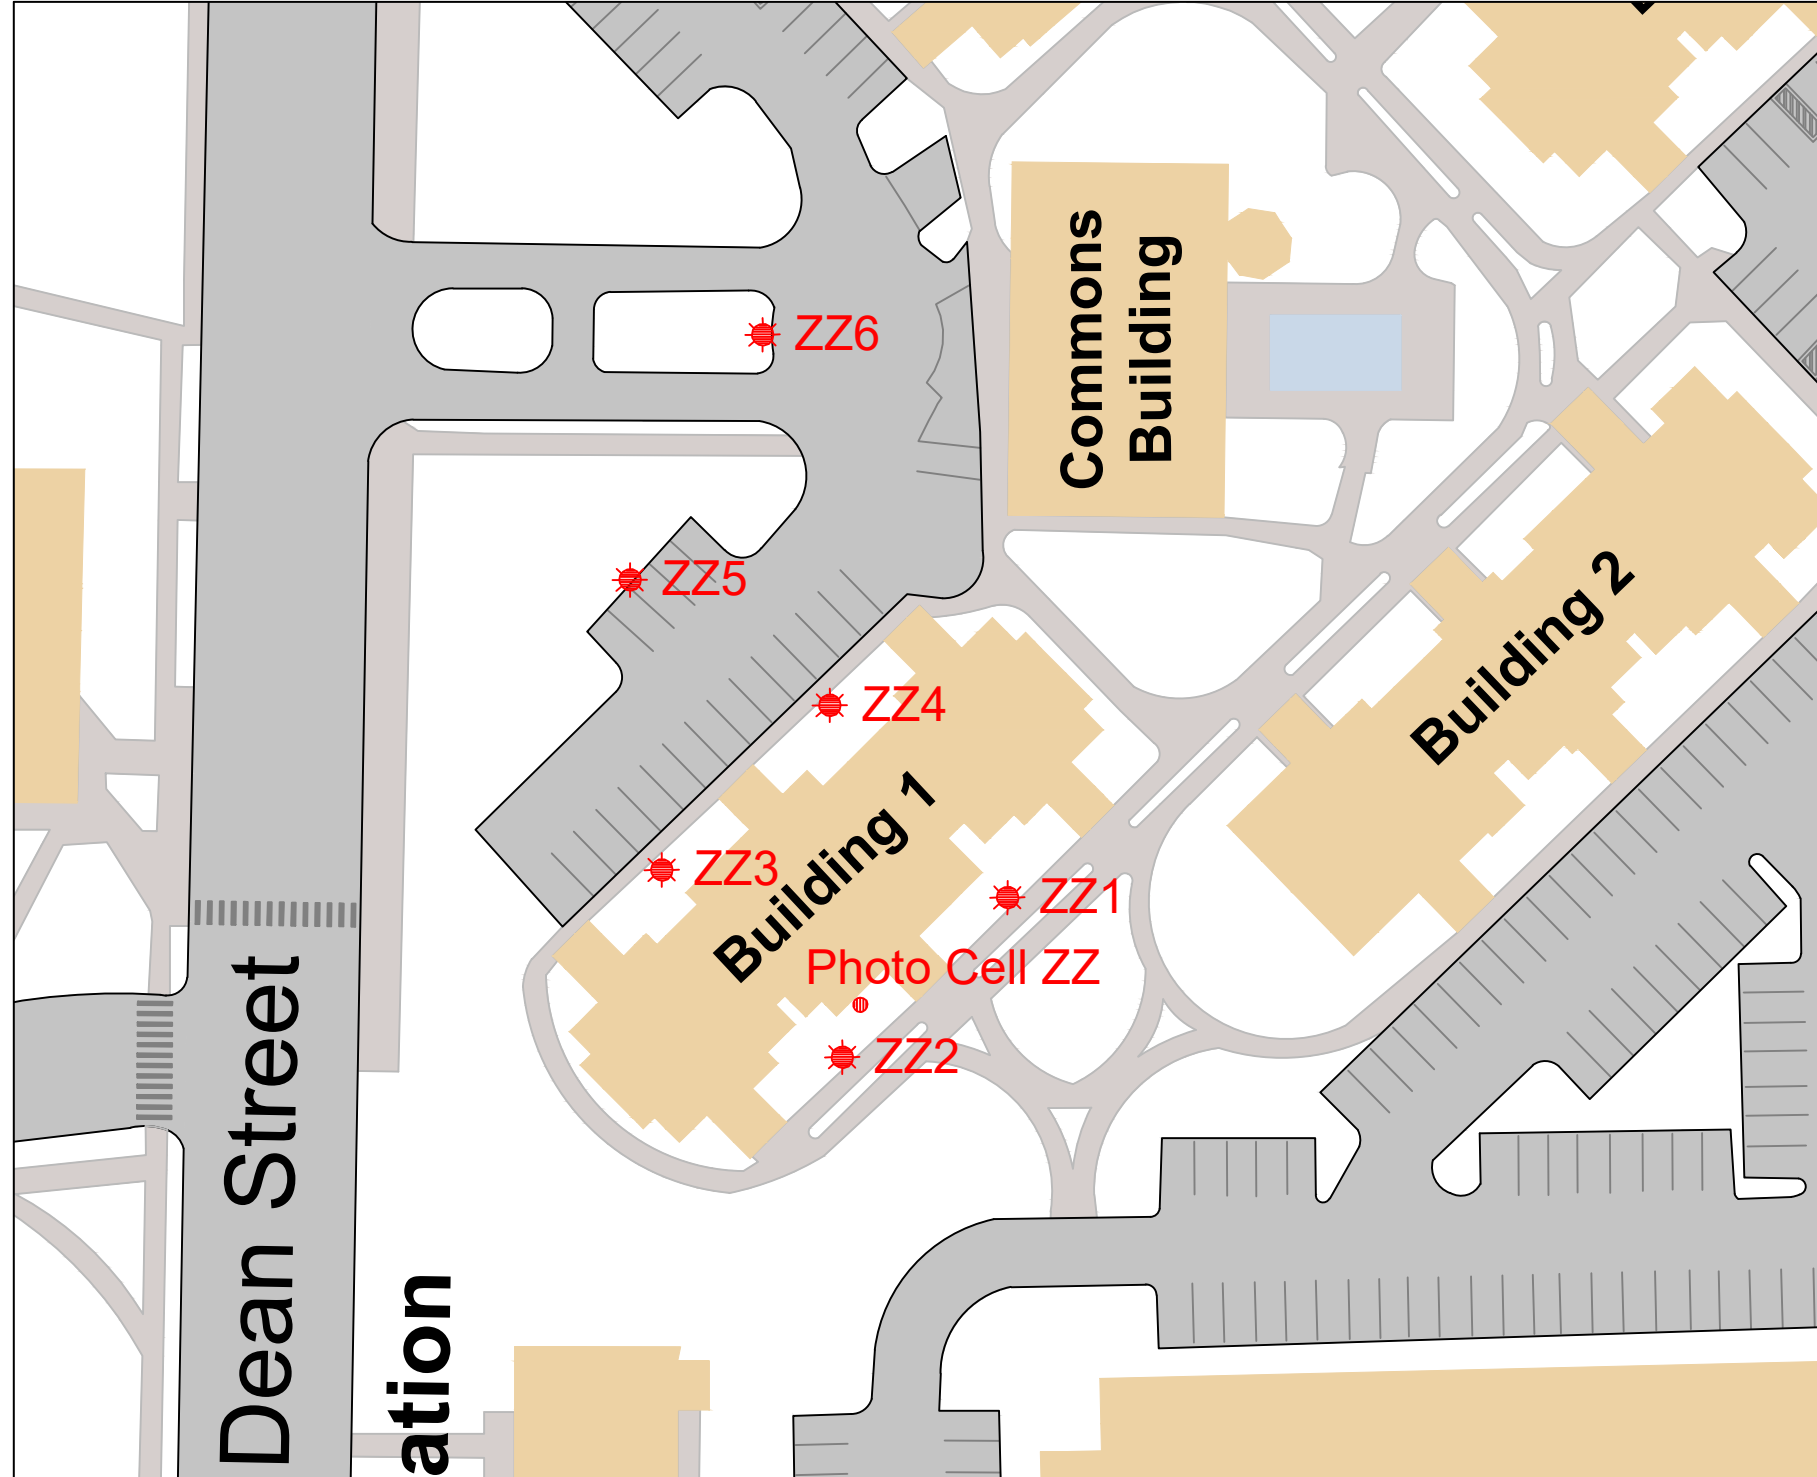 ZZ6
Commons
Building
ZZ5
Building 2
ZZ4
Building 1
ZZ3
ZZ1
Photo Cell ZZ
ZZ2
Dean Street
ation